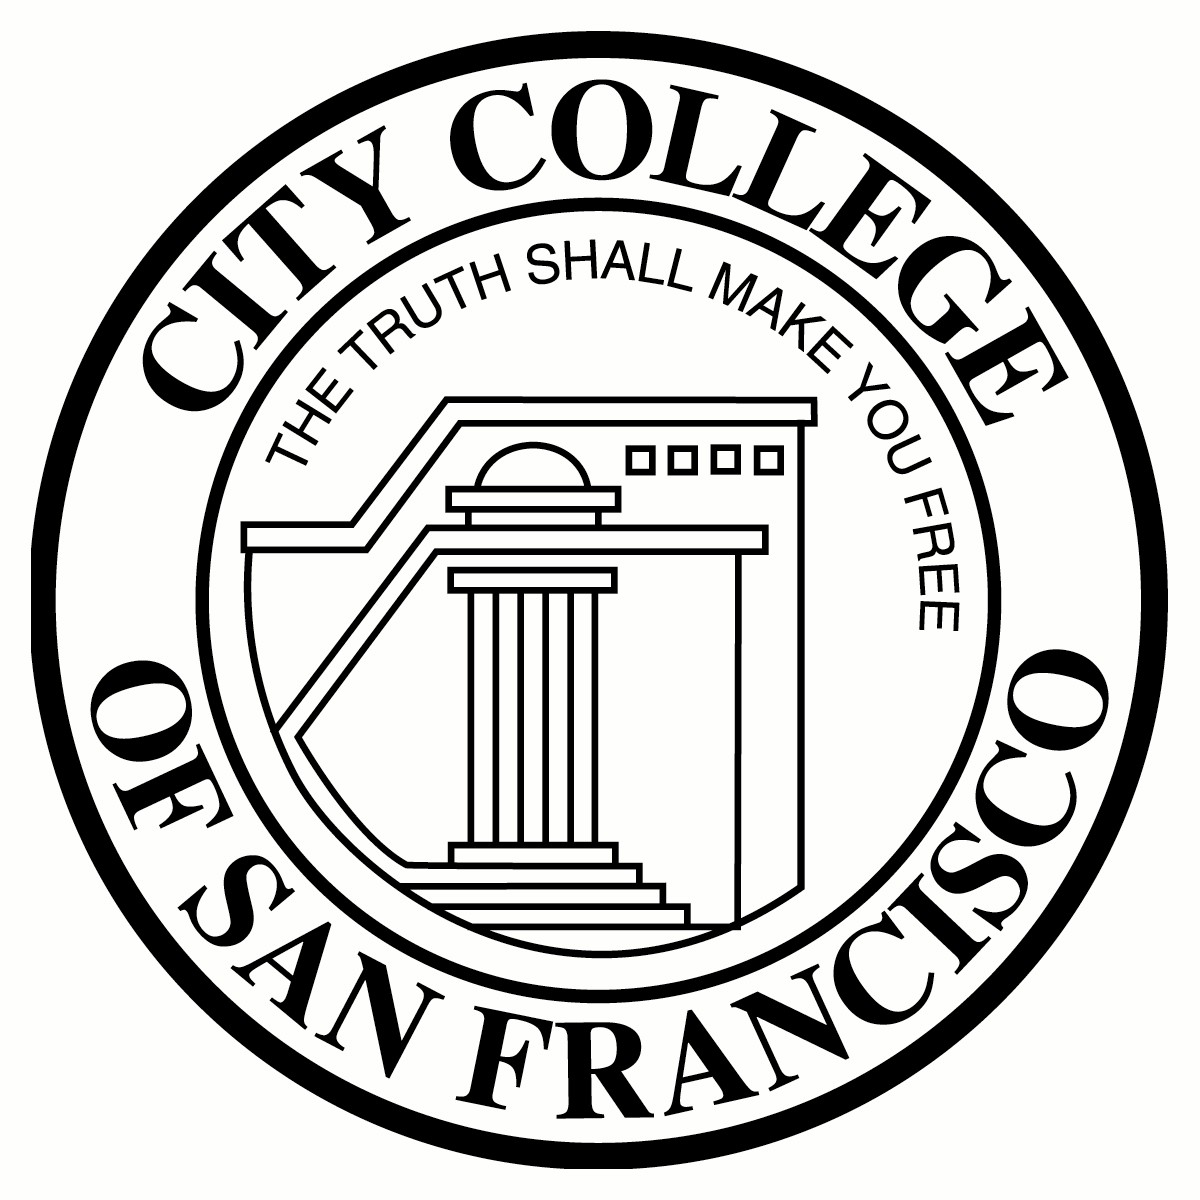 CITY COLLEGE
THE TRUTH SHALL MAKE YOU FREE
OF SAN FRANCISCO